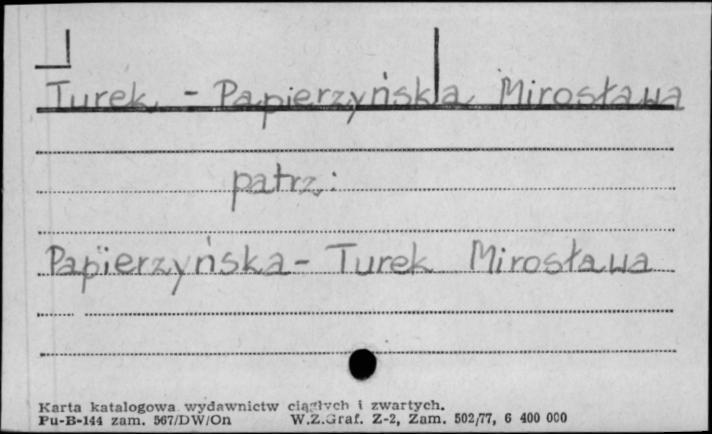 Turek - Papierzyńska Mirosława
patrz:
Papierzyńska - Turek Mirosława
Karta katalogowa wydawnictw ciągłych i zwartych.
Pu-B-144 zam. 567/DW/On W.Z.Graf. Z-2, Zam. 502/77, 6 400 000